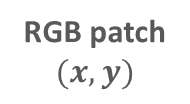 RGB patch
(x, y)